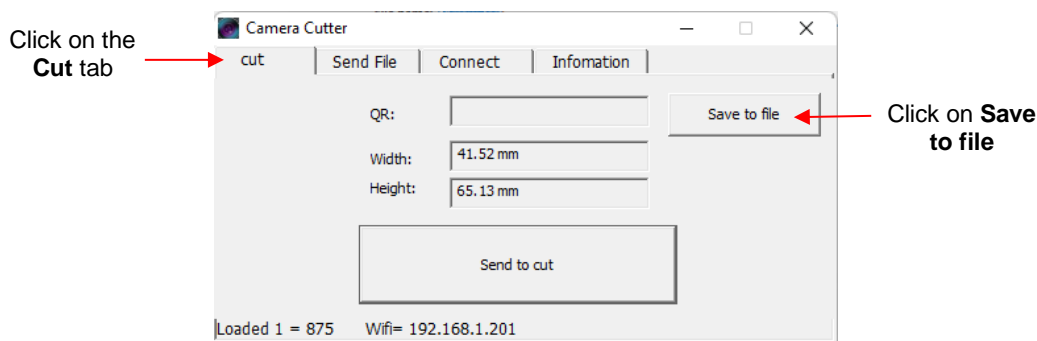 Camera Cutter
Click on the
Cut tab
cut
Send File
Connect
Infomation
QR:
Save to file
Click on Save
to file
Width:
41.52 mm
Height:
65.13 mm
Send to cut
Loaded 1 = 875 Wifi= 192.168.1.201